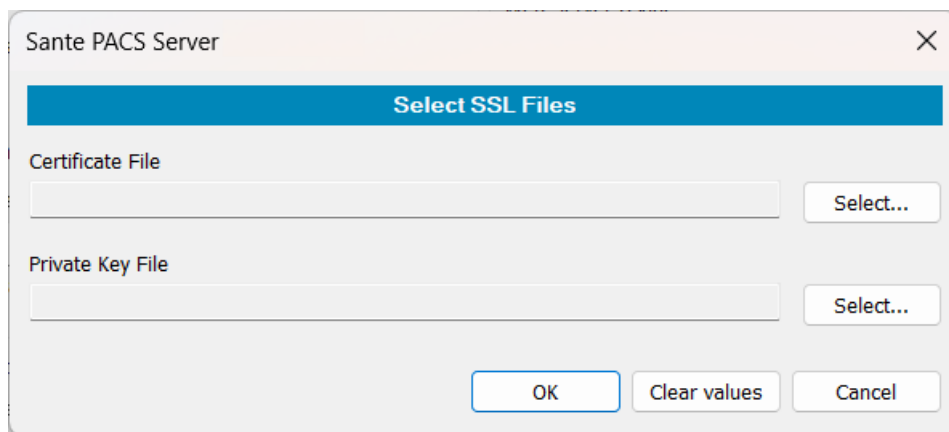 Sante PACS Server
Select SSL Files
Certificate File
Select...
Private Key File
Select...
OK Clear values Cancel